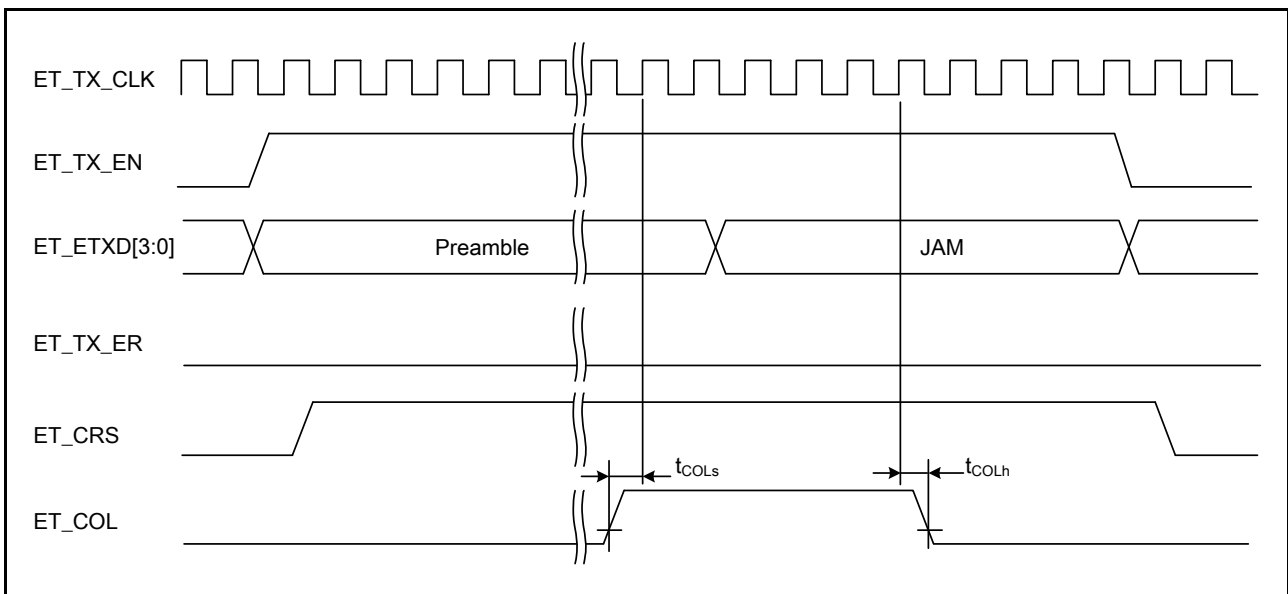 ET_TX_CLK
ET_TX_EN
ET_ETXD[3:0]
Preamble
JAM
ET_TX_ER
ET_CRS
tCOLs
tCOLh
ET_COL